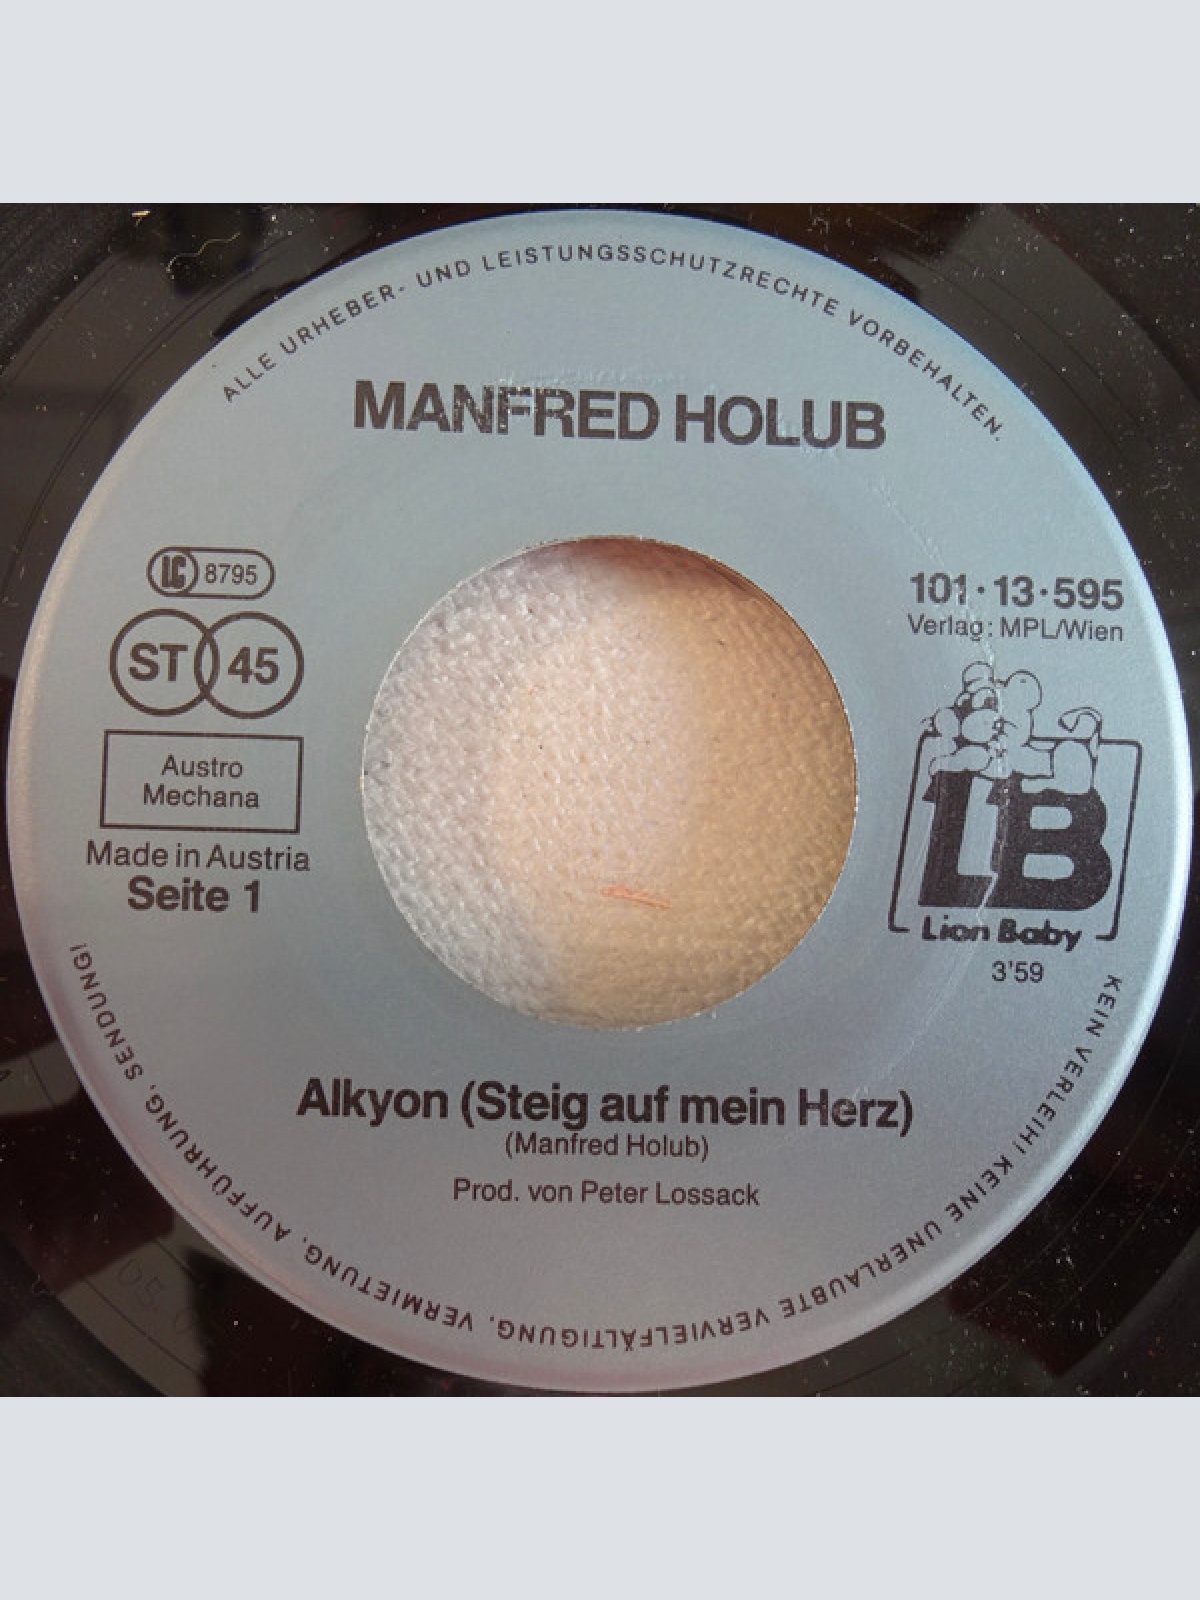 ALLE URHEBER- UND LEISTUNGSSCHUTZRECHTE VORBEHALTEN.
MANFRED HOLUB
LC 8795
ST 45
Austro
Mechana
Made in Austria
Seite 1
101·13·595
Verlag: MPL/Wien
LB
Lion Baby
3'59
Alkyon (Steig auf mein Herz)
(Manfred Holub)
Prod. von Peter Lossack
KEIN VERLEIH! KEINE UNERLAUBTE VERVIELFÄLTIGUNG, VERMIETUNG, AUFFÜHRUNG, SENDUNG!